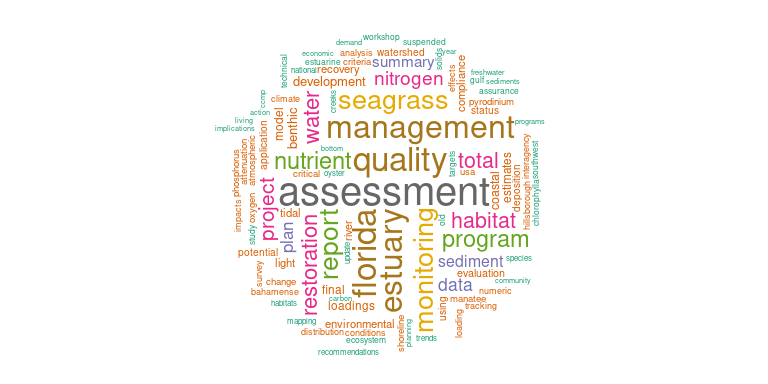 workshop
demand
suspended
economic
analysis
watershed
year
estuarine
criteria
summary
solids
technical
national
recovery
nitrogen
freshwater
gulf
sediments
development
effects
compliance
assurance
ccmp
climate
creeks
seagrass
pyrodinium
status
action
model
benthic
water
management
programs
living
implications
application
bottom
phosphorus
attenuation
atmospheric
nutrient
quality
targets
total
interagency
southwest
critical
oyster
usa
coastal
estimates
deposition
assessment
hillsborough
chlorophylla
project
impacts
oxygen
tidal
study
plan
restoration
report
river
update
florida
estuary
monitoring
old
habitat
program
potential
light
sediment
species
survey
change
evaluation
community
bahamense
final
data
numeric
habitats
carbon
loadings
using
manatee
tracking
mapping
environmental
loading
distribution
conditions
shoreline
planning
trends
ecosystem
recommendations